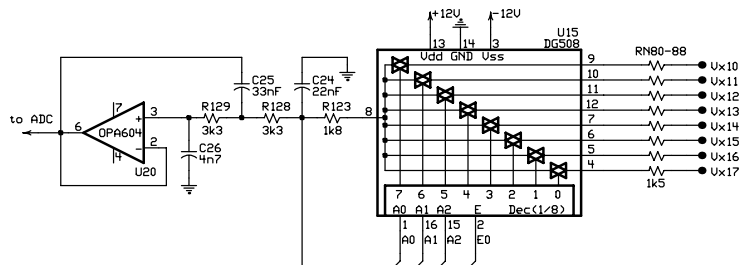 +12V
-12V
U15
DG508
13 14 3
Vdd GND Vss
RN80-88
9 Vx10
10 Vx11
11 Vx12
12 Vx13
7 Vx14
6 Vx15
5 Vx16
4 Vx17
1k5
C25
33nF
C24
22nF
R129
3k3
R128
3k3
R123
1k8
8
to ADC
6
7
+ 3
OPA604
- 2
4
U20
C26
4n7
7 6 5 4 3 2 1 0
A0 A1 A2 E Dec(1/8)
1 16 15 2
A0 A1 A2 E0